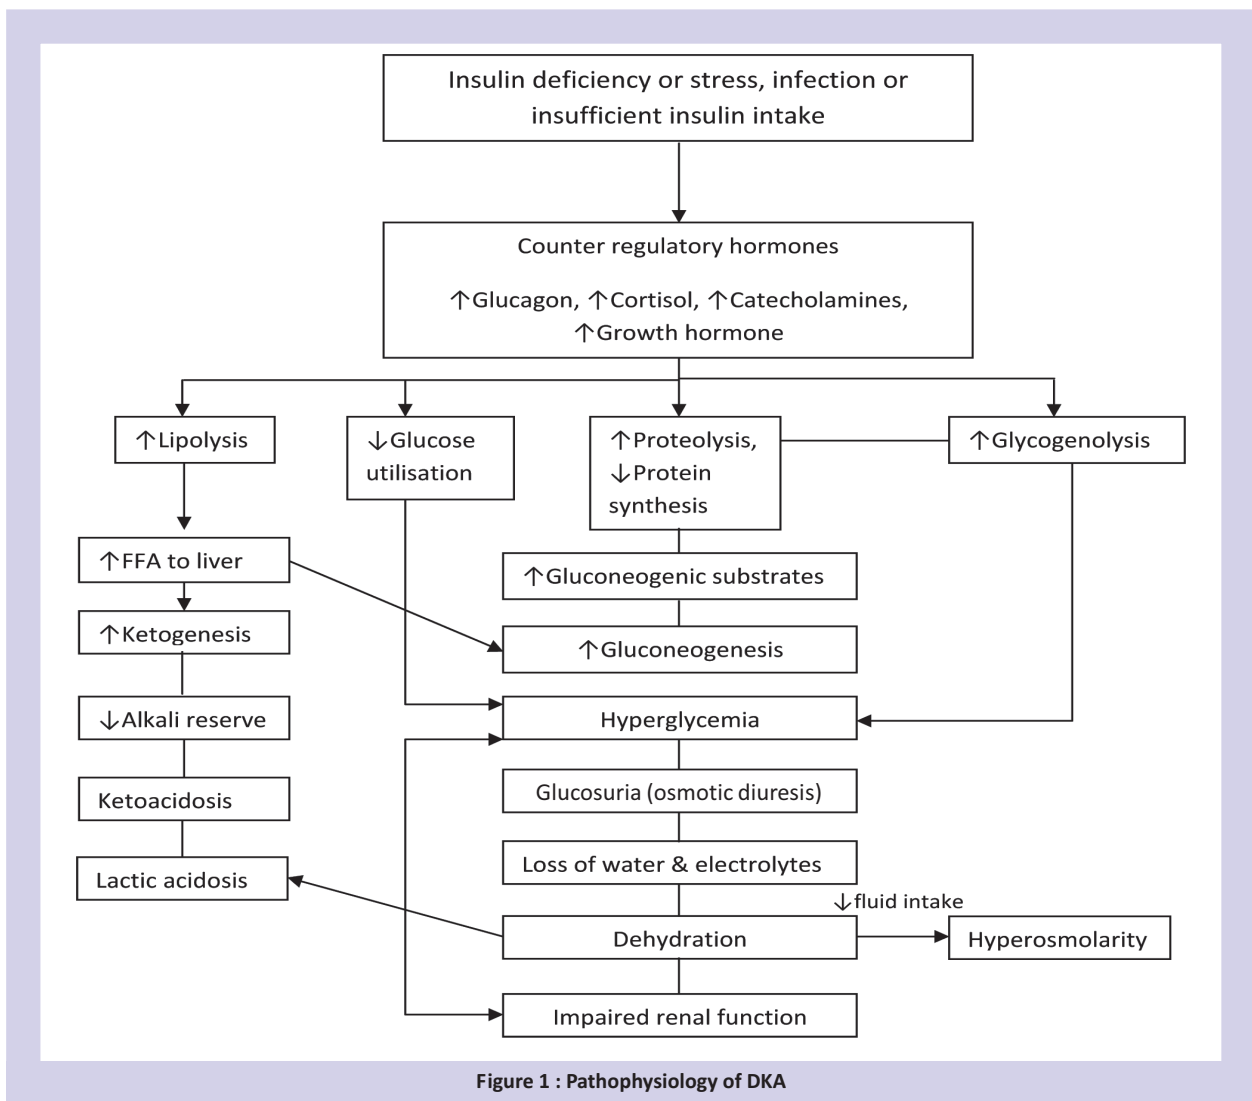 Insulin deficiency or stress, infection or
insufficient insulin intake
Counter regulatory hormones
↑Glucagon, ↑Cortisol, ↑Catecholamines,
↑Growth hormone
↑Lipolysis
↓Glucose
utilisation
↑Proteolysis,
↓Protein
synthesis
↑Glycogenolysis
↑FFA to liver
↑Gluconeogenic substrates
↑Ketogenesis
↑Gluconeogenesis
↓Alkali reserve
Hyperglycemia
Ketoacidosis
Glucosuria (osmotic diuresis)
Lactic acidosis
Loss of water & electrolytes
↓fluid intake
Dehydration
Hyperosmolarity
Impaired renal function
Figure 1 : Pathophysiology of DKA